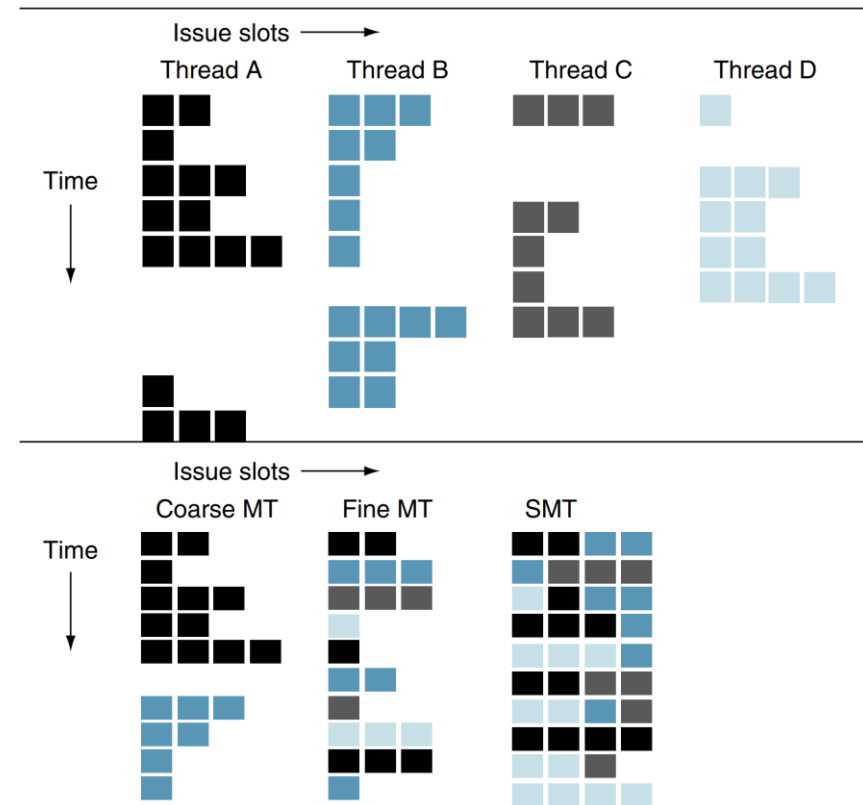 Issue slots
Thread A Thread B Thread C Thread D
Time
Issue slots
Coarse MT Fine MT SMT
Time